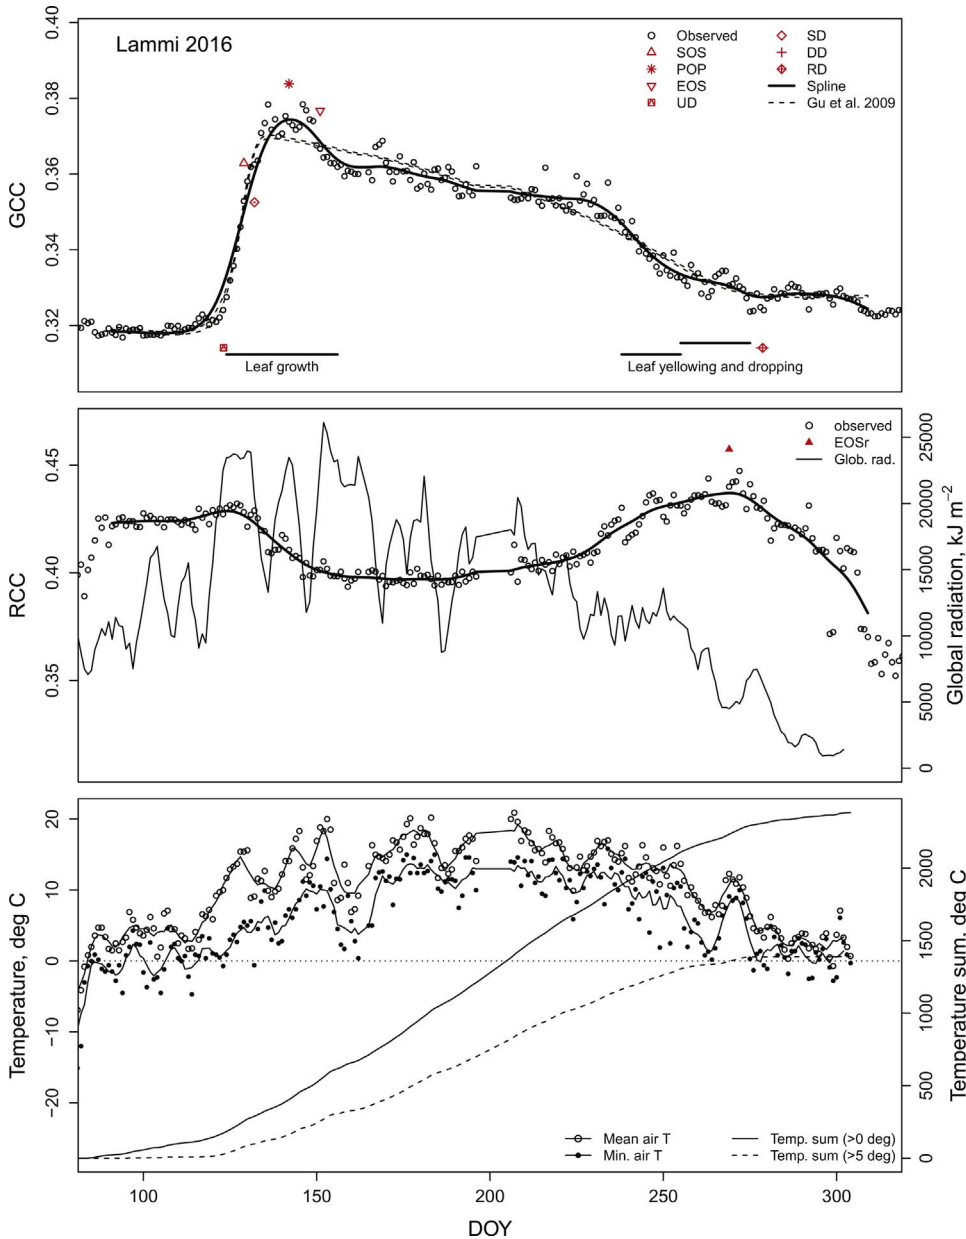 Lammi 2016
Observed
SOS
POP
EOS
UD
SD
DD
RD
Spline
Gu et al. 2009
GCC
0.40
0.38
0.36
0.34
0.32
Leaf growth
Leaf yellowing and dropping
observed
EOSr
Glob. rad.
RCC
0.45
0.40
0.35
Global radiation, kJ m⁻²
25000
20000
15000
10000
5000
0
Temperature, deg C
20
10
0
−10
−20
Temperature sum, deg C
2000
1500
1000
500
0
Mean air T
Min. air T
Temp. sum (>0 deg)
Temp. sum (>5 deg)
100
150
200
250
300
DOY